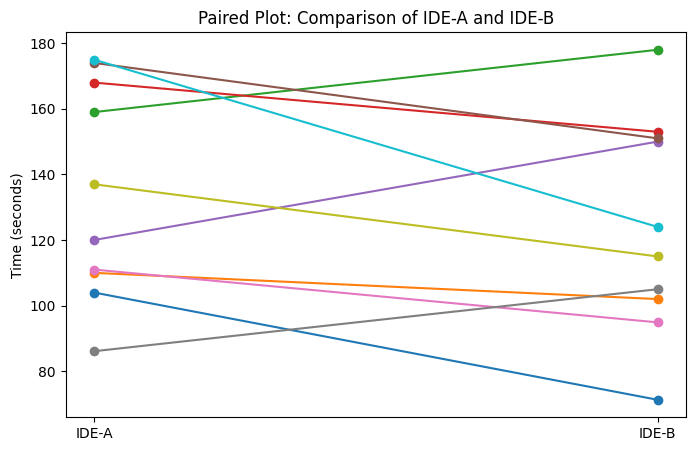 Paired Plot: Comparison of IDE-A and IDE-B
Time (seconds)
180
160
140
120
100
80
IDE-A
IDE-B